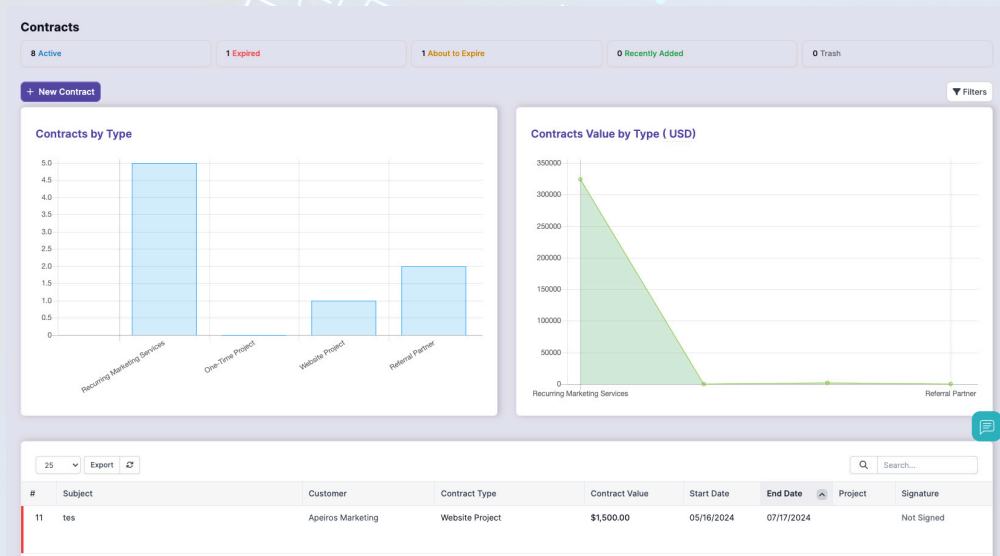 Contracts
8 Active
1 Expired
1 About to Expire
0 Recently Added
0 Trash
+ New Contract
Filters
Contracts by Type
5.0
4.5
4.0
3.5
3.0
2.5
2.0
1.5
1.0
0.5
0
Recurring Marketing Services
One-Time Project
Website Project
Referral Partner
Contracts Value by Type ( USD)
350000
300000
250000
200000
150000
100000
50000
0
Recurring Marketing Services
Referral Partner
25
Export
Search...
# Subject Customer Contract Type Contract Value Start Date End Date Project Signature
11 tes Apeiros Marketing Website Project $1,500.00 05/16/2024 07/17/2024 Not Signed